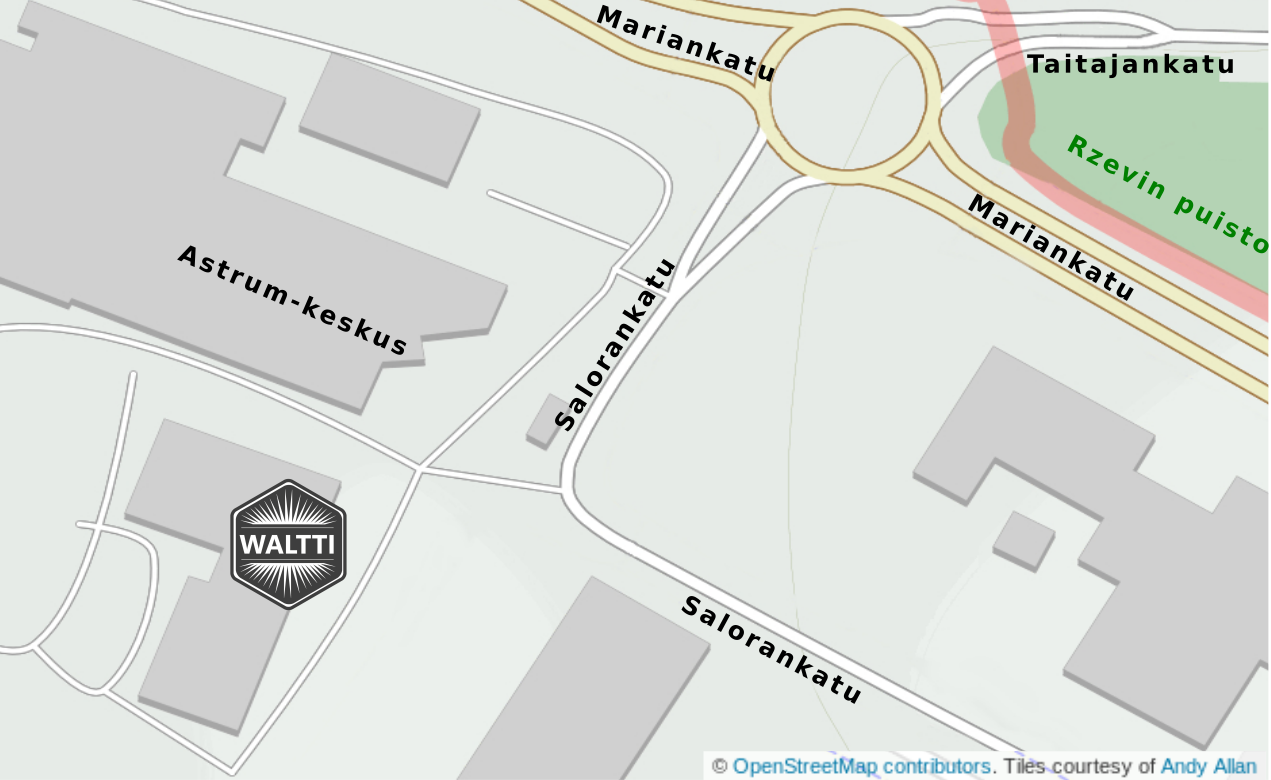 Mariankatu
Taitajankatu
Rzevin puisto
Mariankatu
Astrum-keskus
Salorankatu
WALTTI
Salorankatu
© OpenStreetMap contributors. Tiles courtesy of Andy Allan